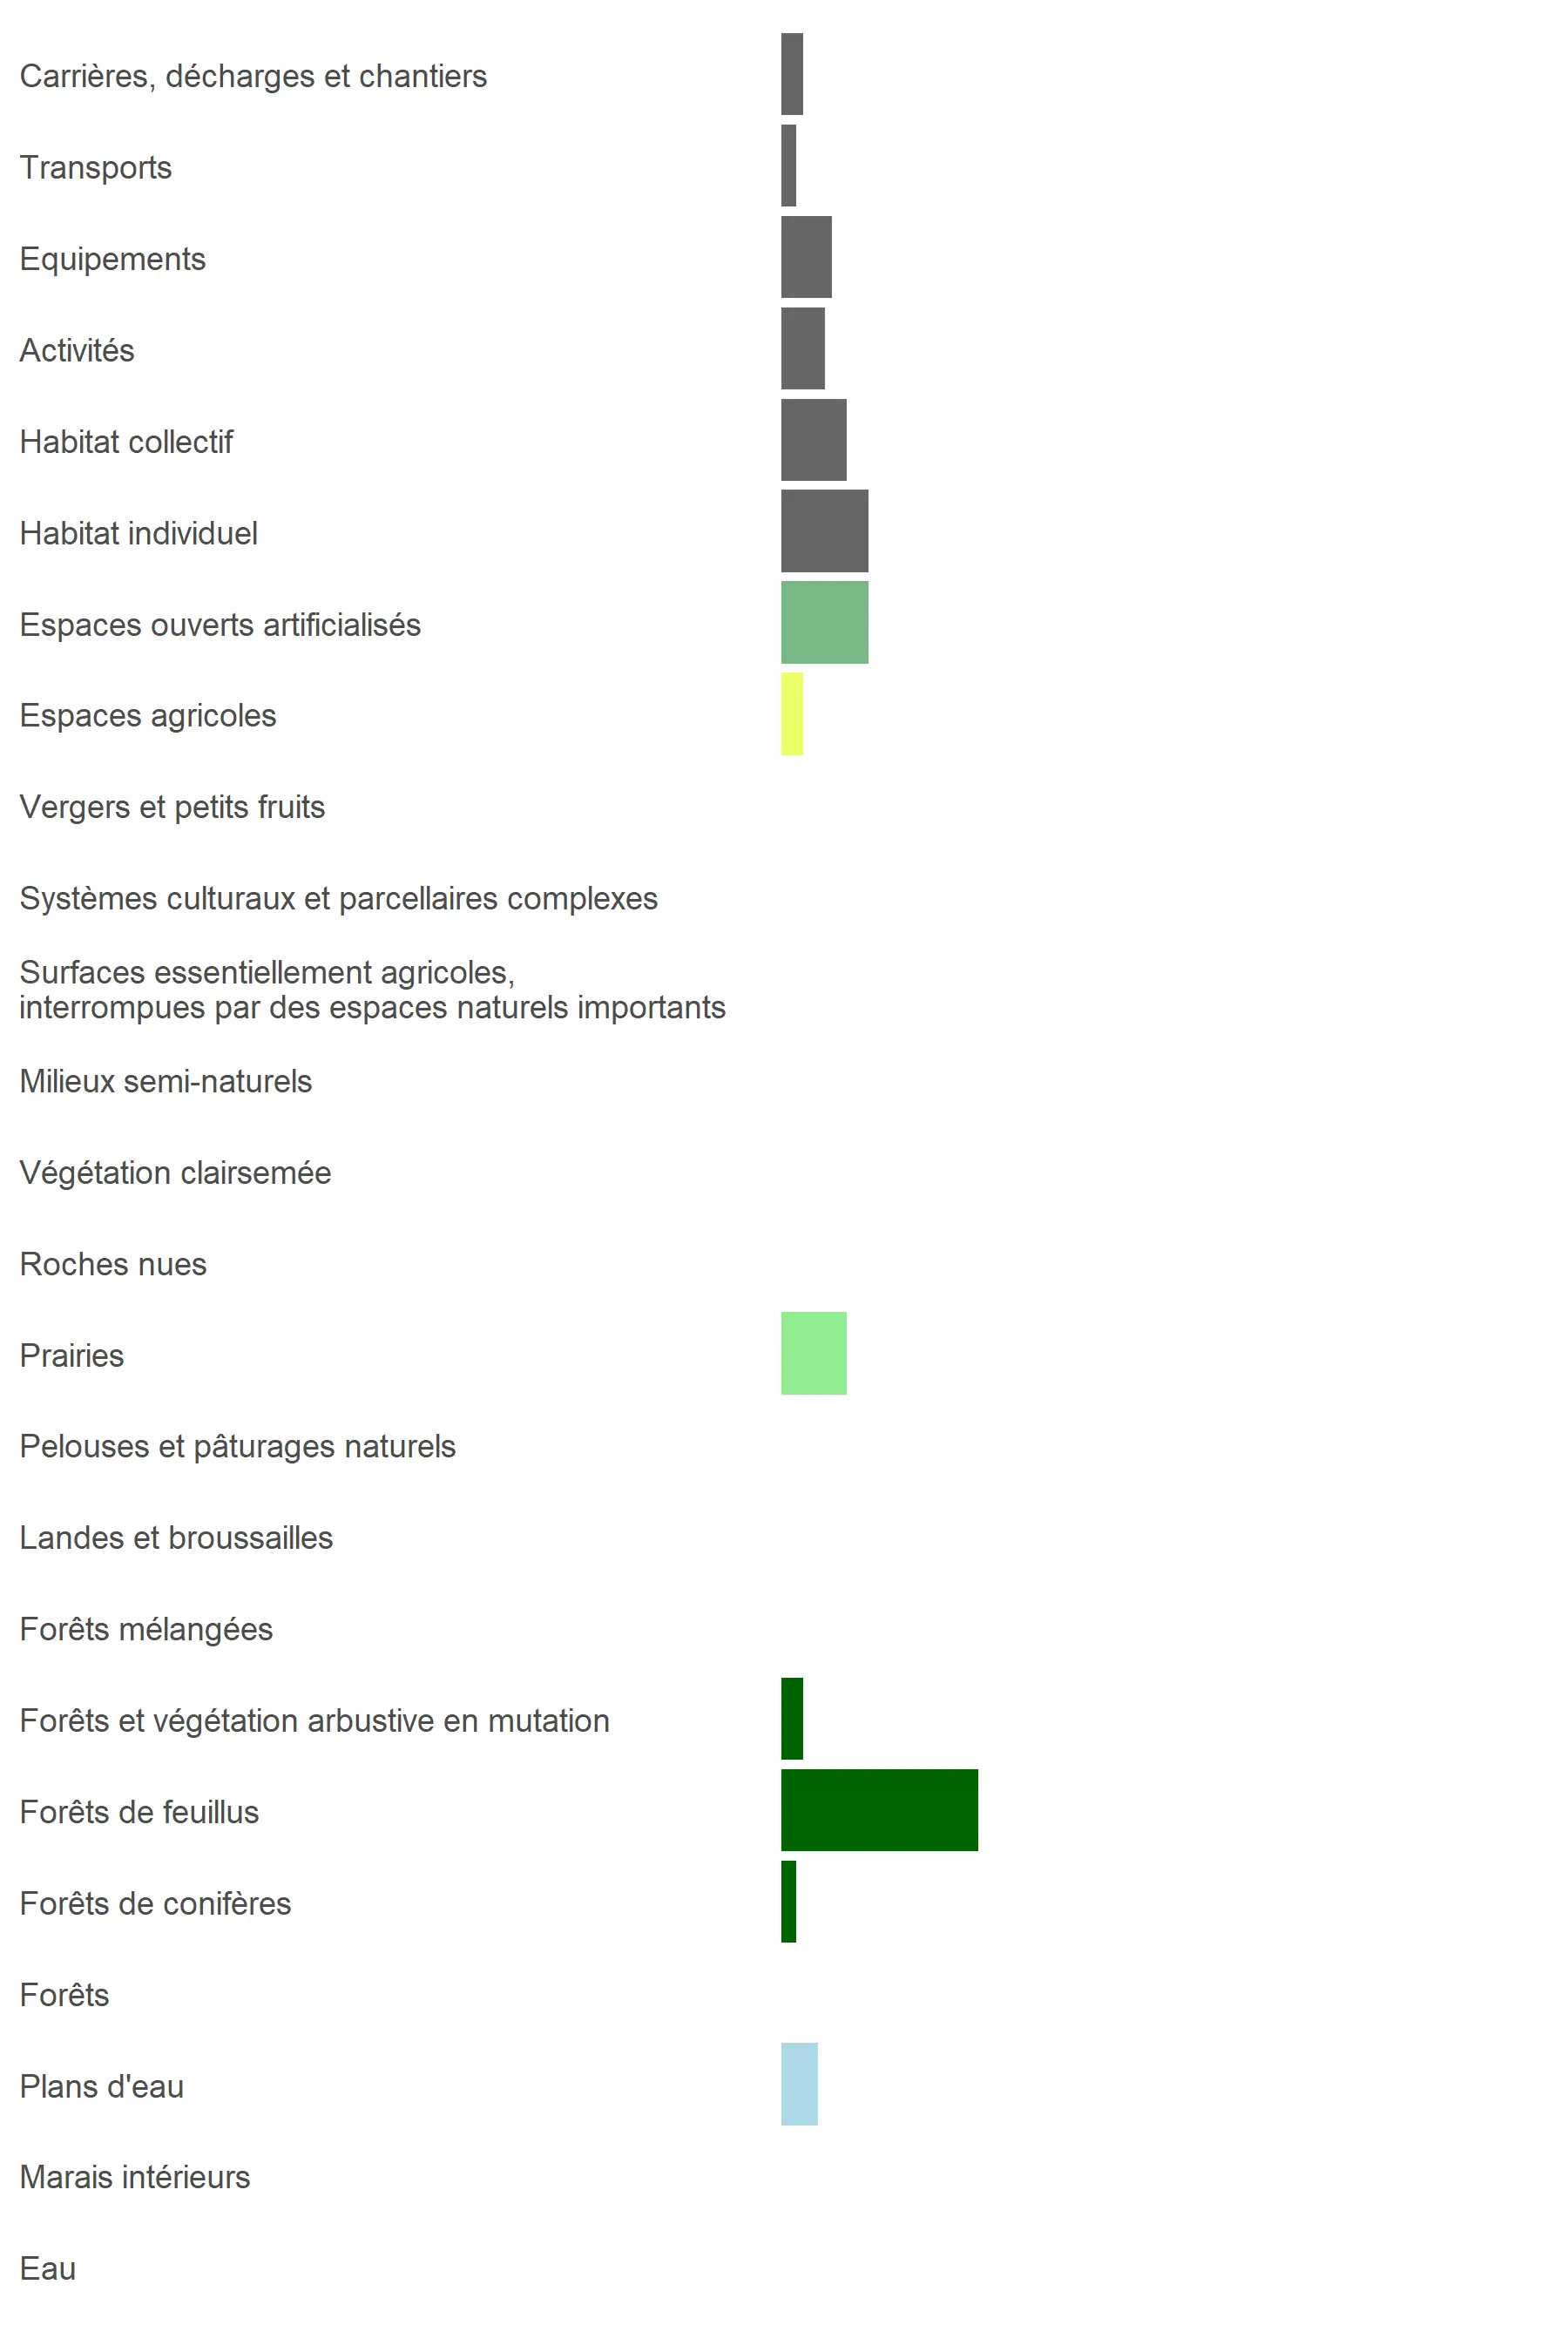 Carrières, décharges et chantiers
Transports
Equipements
Activités
Habitat collectif
Habitat individuel
Espaces ouverts artificialisés
Espaces agricoles
Vergers et petits fruits
Systèmes culturaux et parcellaires complexes
Surfaces essentiellement agricoles,
interrompues par des espaces naturels importants
Milieux semi-naturels
Végétation clairsemée
Roches nues
Prairies
Pelouses et pâturages naturels
Landes et broussailles
Forêts mélangées
Forêts et végétation arbustive en mutation
Forêts de feuillus
Forêts de conifères
Forêts
Plans d'eau
Marais intérieurs
Eau